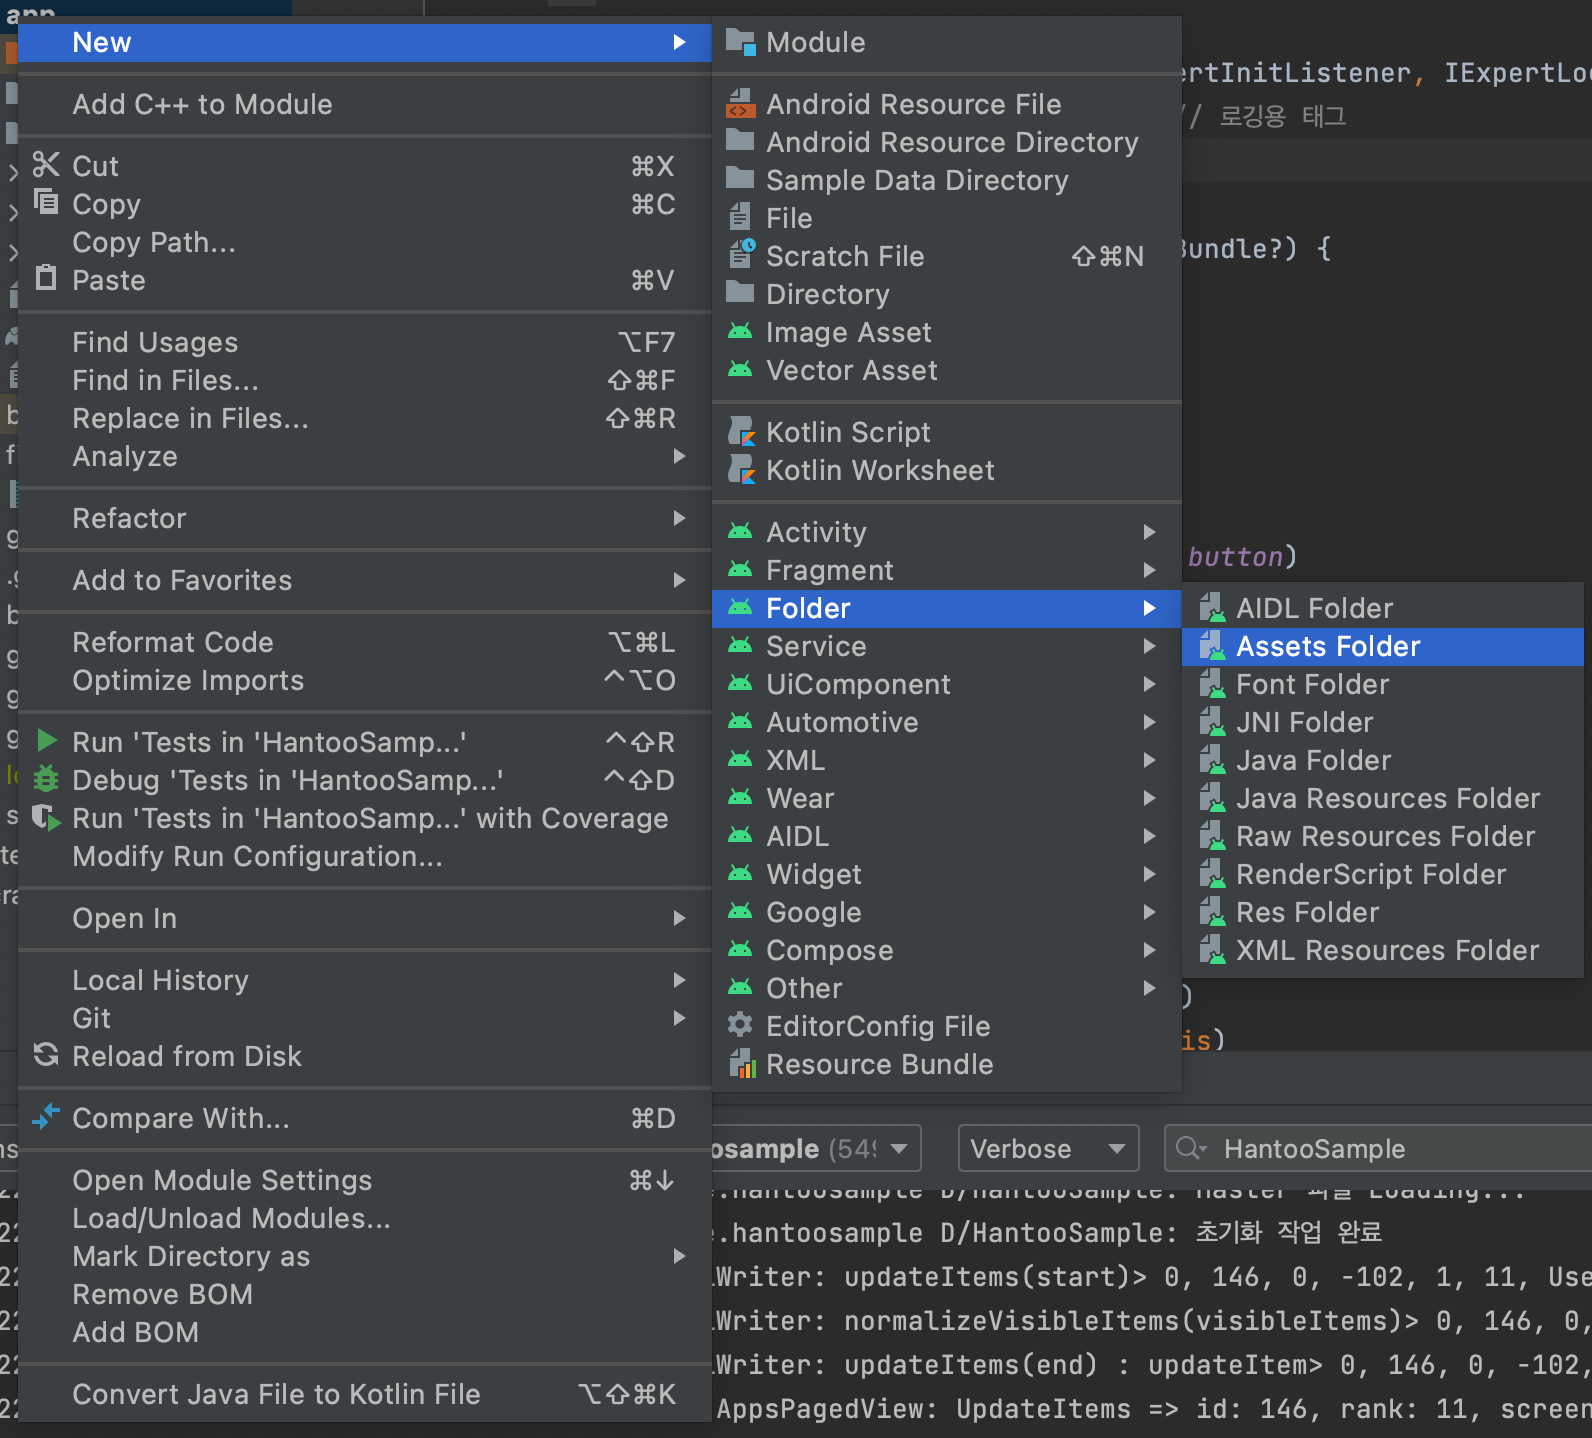 app
New
Add C++ to Module
Cut ⌘X
Copy ⌘C
Copy Path...
Paste ⌘V
Find Usages ⌥F7
Find in Files... ⇧⌘F
Replace in Files... ⇧⌘R
Analyze
Refactor
Add to Favorites
Reformat Code ⌥⌘L
Optimize Imports ^⌥O
Run 'Tests in 'HantooSamp...' ^⇧R
Debug 'Tests in 'HantooSamp...' ^⇧D
Run 'Tests in 'HantooSamp...' with Coverage
Modify Run Configuration...
Open In
Local History
Git
Reload from Disk
Compare With... ⌘D
Open Module Settings ⌘↓
Load/Unload Modules...
Mark Directory as
Remove BOM
Add BOM
Convert Java File to Kotlin File ⌥⇧⌘K
Module
Android Resource File
Android Resource Directory
Sample Data Directory
File
Scratch File ⇧⌘N
Directory
Image Asset
Vector Asset
Kotlin Script
Kotlin Worksheet
Activity
Fragment
Folder
Service
UiComponent
Automotive
XML
Wear
AIDL
Widget
Google
Compose
Other
EditorConfig File
Resource Bundle
AIDL Folder
Assets Folder
Font Folder
JNI Folder
Java Folder
Java Resources Folder
Raw Resources Folder
RenderScript Folder
Res Folder
XML Resources Folder
ertInitListener, IExpertLo
// 로깅용 태그
Bundle?) {
button)
)
is)
osample (549 Verbose HantooSample
.hantoosample D/HantooSample: Master 파일 Loading...
.hantoosample D/HantooSample: 초기화 작업 완료
Writer: updateItems(start)> 0, 146, 0, -102, 1, 11, Use
Writer: normalizeVisibleItems(visibleItems)> 0, 146, 0,
Writer: updateItems(end) : updateItem> 0, 146, 0, -102,
AppsPagedView: UpdateItems => id: 146, rank: 11, screen